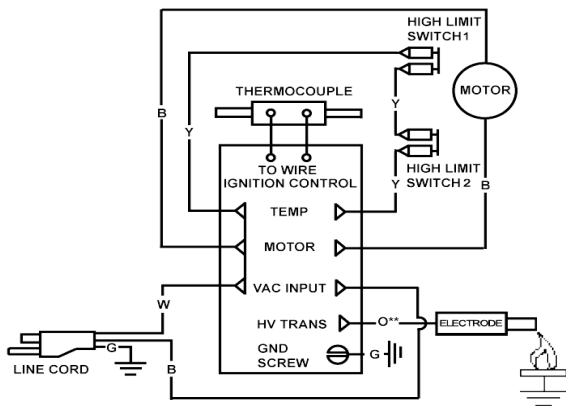 HIGH LIMIT
SWITCH1
THERMOCOUPLE
MOTOR
B
Y
Y
TO WIRE
IGNITION CONTROL
HIGH LIMIT
SWITCH 2
Y
B
TEMP
MOTOR
VAC INPUT
W
HV TRANS
O**
ELECTRODE
GND
SCREW
G
G
LINE CORD
B